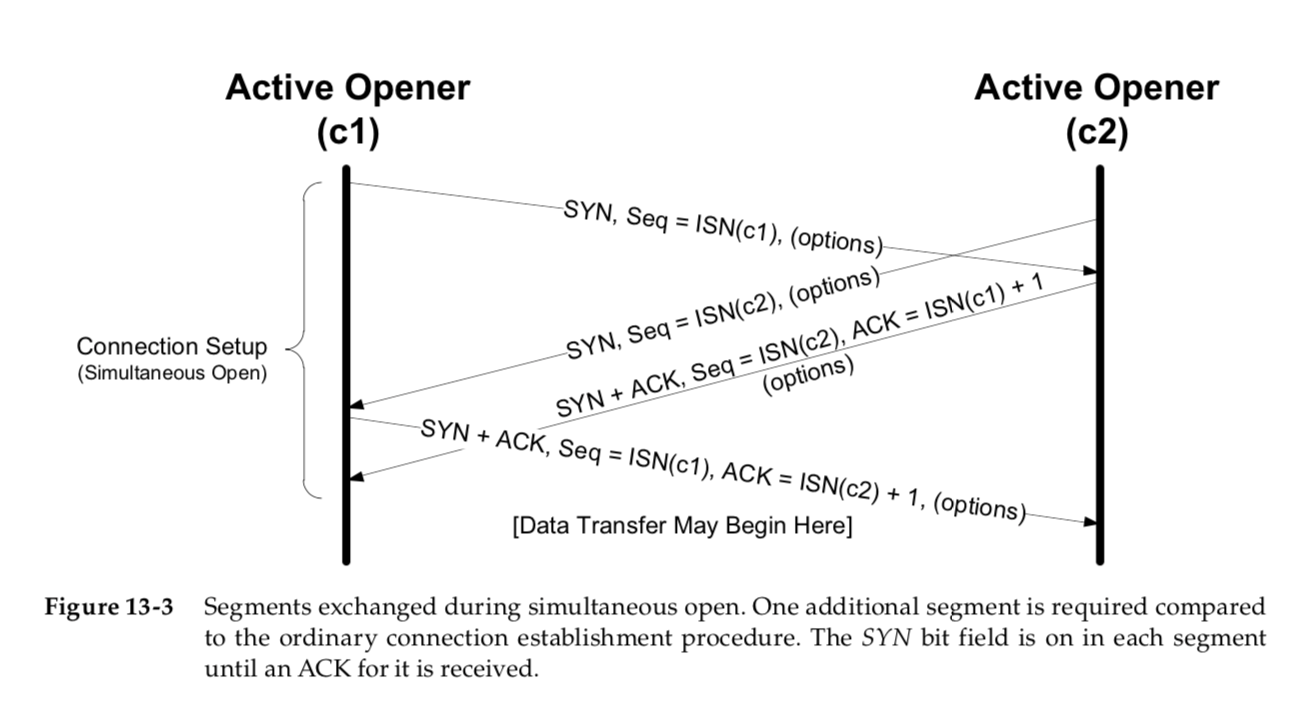 Active Opener
(c1)
Active Opener
(c2)
SYN, Seq = ISN(c1), (options)
SYN, Seq = ISN(c2), (options)
SYN + ACK, Seq = ISN(c2), ACK = ISN(c1) + 1
(options)
Connection Setup
(Simultaneous Open)
SYN + ACK, Seq = ISN(c1), ACK = ISN(c2) + 1, (options)
[Data Transfer May Begin Here]
Figure 13-3 Segments exchanged during simultaneous open. One additional segment is required compared
to the ordinary connection establishment procedure. The SYN bit field is on in each segment
until an ACK for it is received.